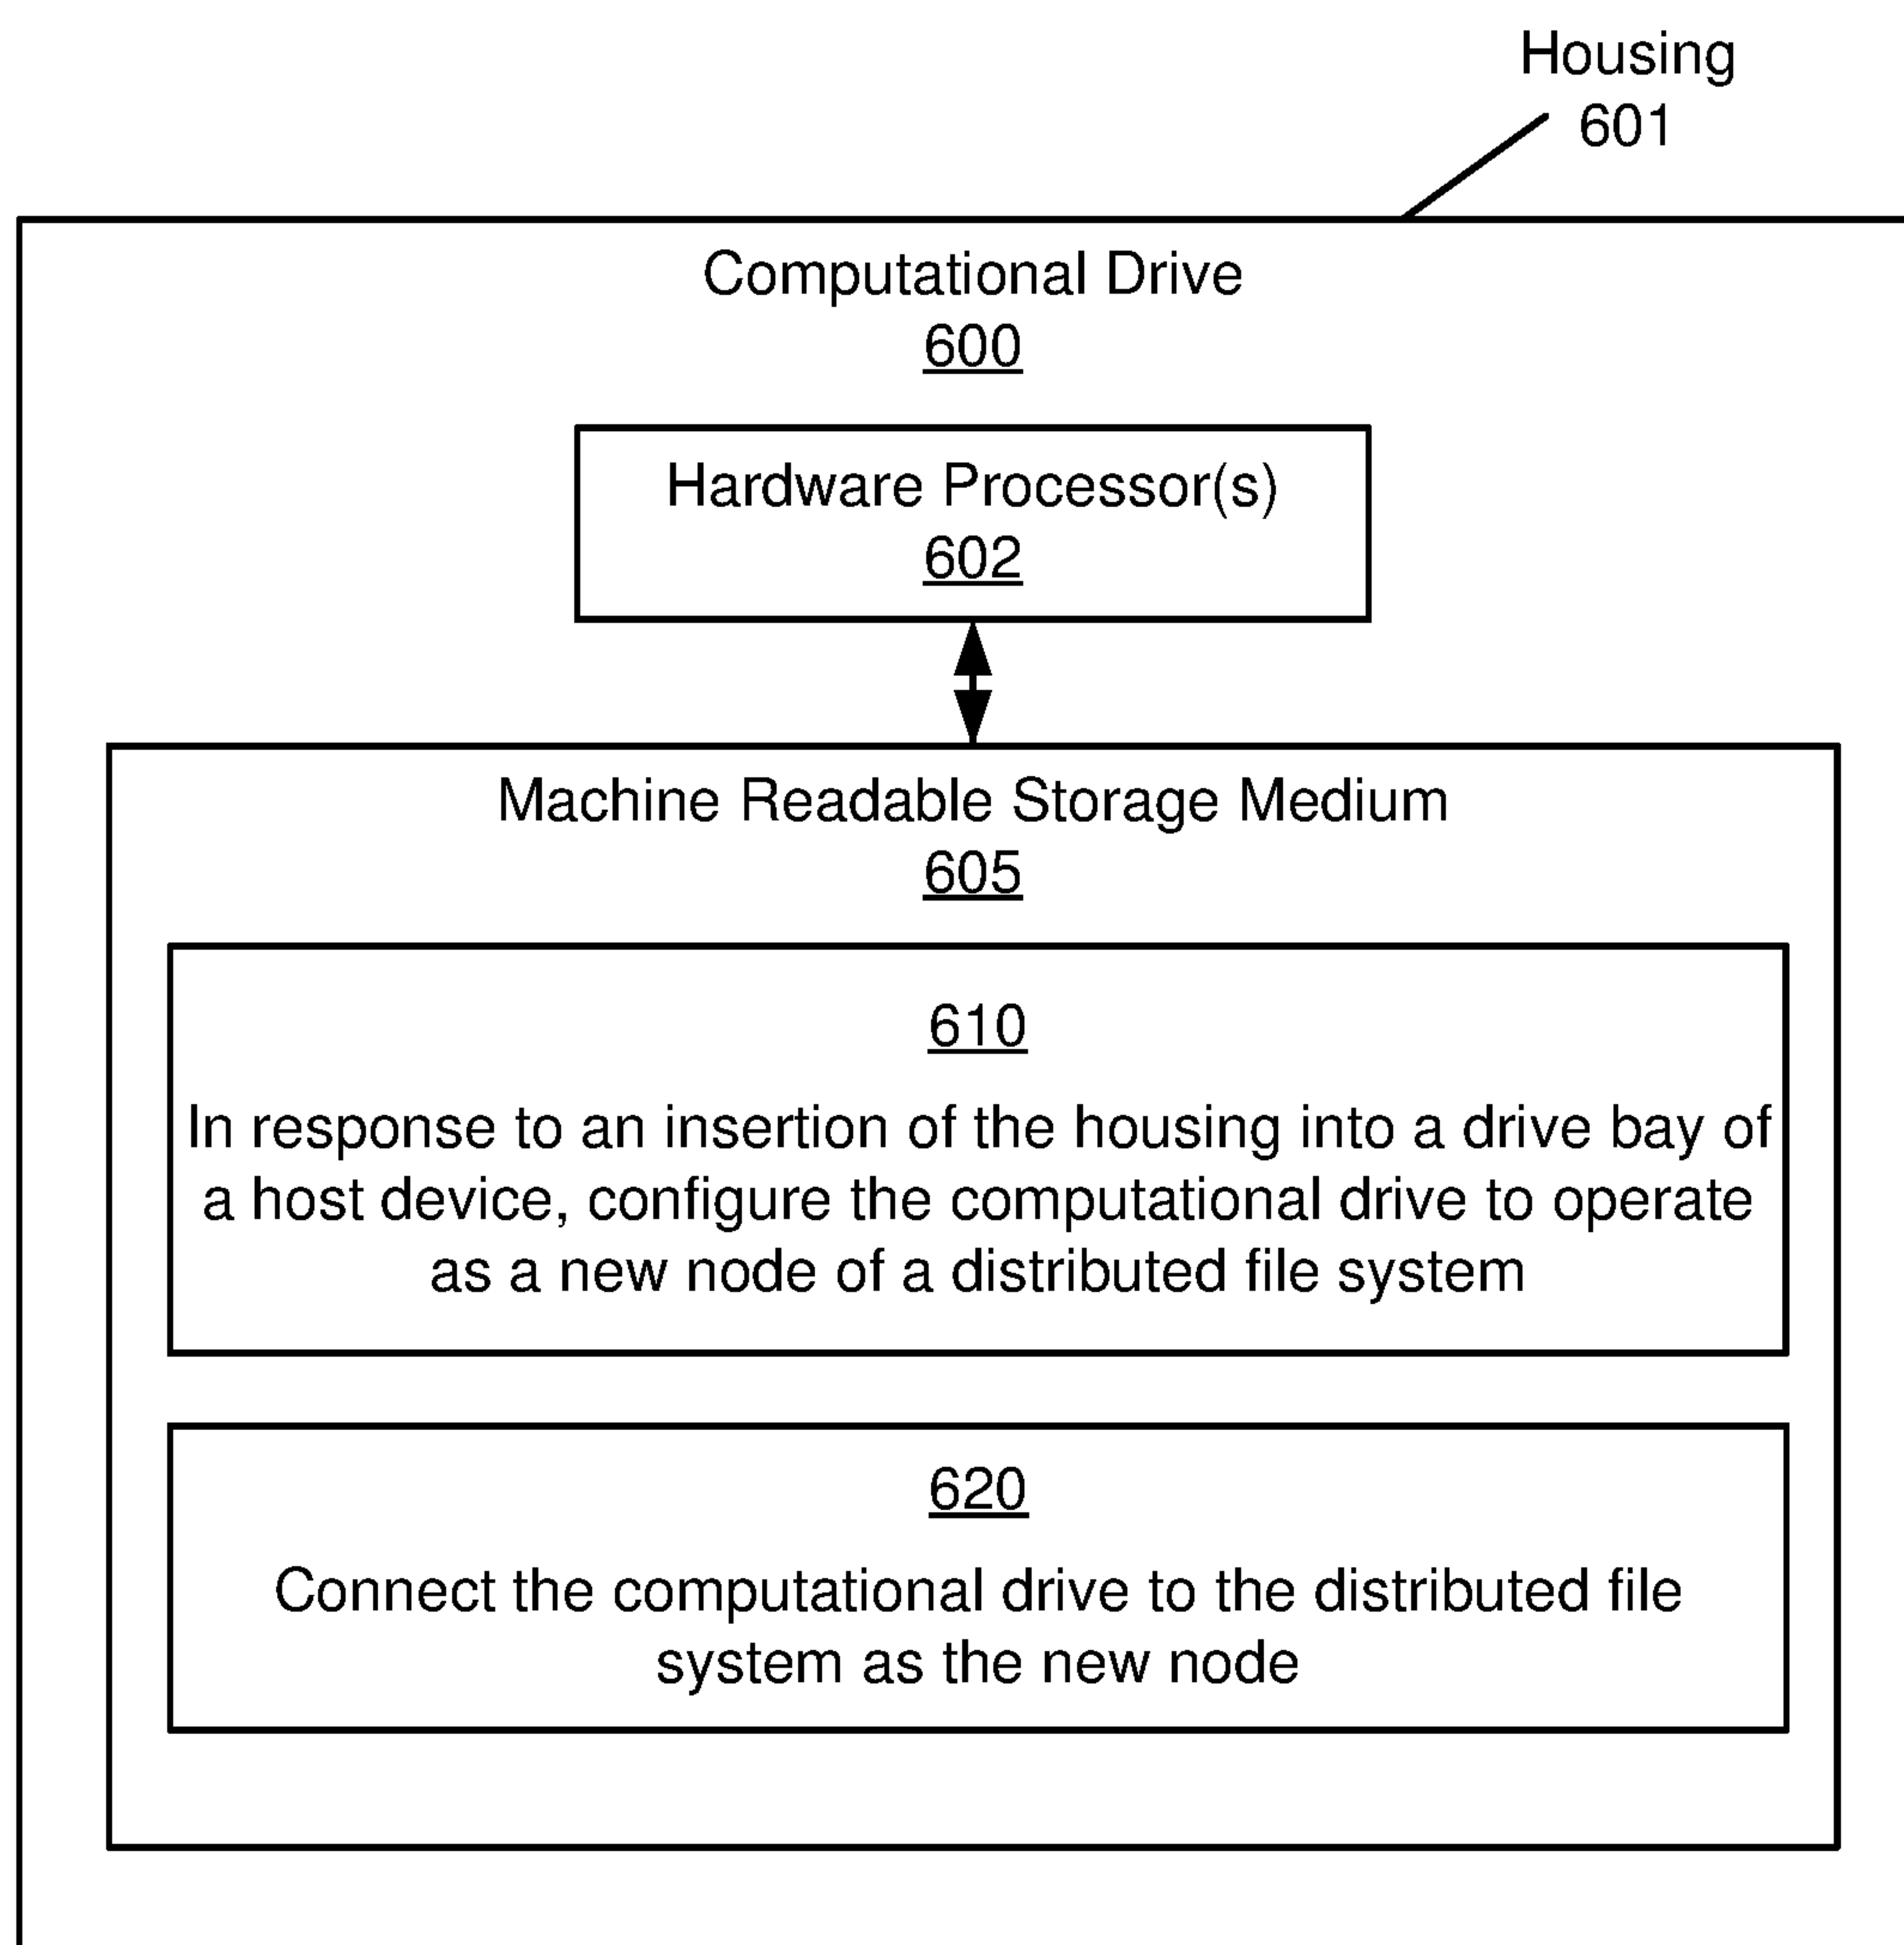 Housing
601
Computational Drive
600
Hardware Processor(s)
602
Machine Readable Storage Medium
605
610
In response to an insertion of the housing into a drive bay of
a host device, configure the computational drive to operate
as a new node of a distributed file system
620
Connect the computational drive to the distributed file
system as the new node